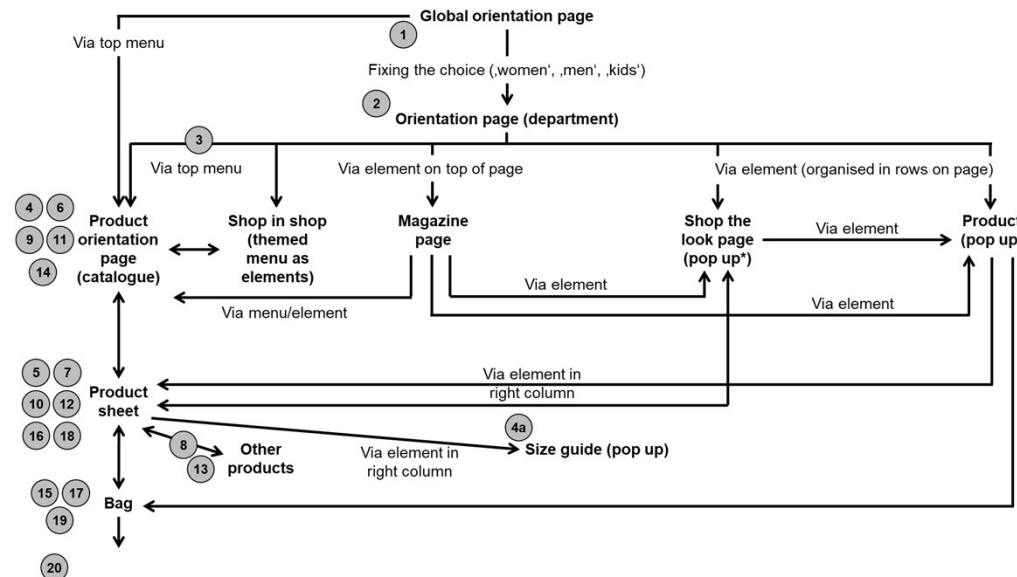 Global orientation page
1
Via top menu
Fixing the choice (‚women‘, ‚men‘, ‚kids‘)
2
Orientation page (department)
3
Via top menu
Via element on top of page
Via element (organised in rows on page)
4 6
9 11
14
Product
orientation
page
(catalogue)
Shop in shop
(themed
menu as
elements)
Magazine
page
Shop the
look page
(pop up*)
Via element
Product
(pop up
Via menu/element
Via element
Via element
5 7
10 12
16 18
Product
sheet
Via element in
right column
8
13
Other
products
Via element in
right column
4a
Size guide (pop up)
15 17
19
Bag
20